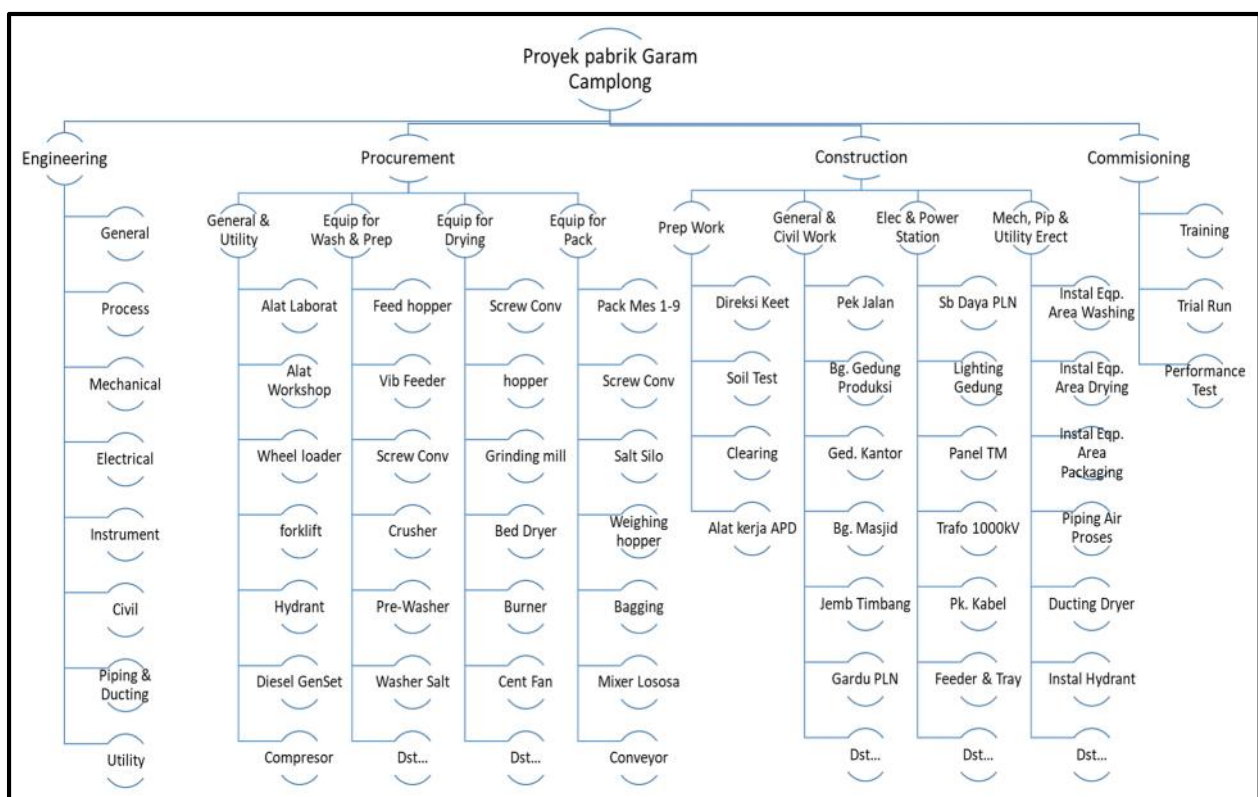 Proyek pabrik Garam
Camplong
Engineering
Procurement
Construction
Commisioning
General
Process
Mechanical
Electrical
Instrument
Civil
Piping &
Ducting
Utility
General &
Utility
Alat Laborat
Alat
Workshop
Wheel loader
forklift
Hydrant
Diesel GenSet
Compresor
Equip for
Wash & Prep
Feed hopper
Vib Feeder
Screw Conv
Crusher
Pre-Washer
Washer Salt
Dst...
Equip for
Drying
Screw Conv
hopper
Grinding mill
Bed Dryer
Burner
Cent Fan
Dst...
Equip for
Pack
Pack Mes 1-9
Screw Conv
Salt Silo
Weighing
hopper
Bagging
Mixer Lososa
Conveyor
Prep Work
Direksi Keet
Soil Test
Clearing
Alat kerja APD
General &
Civil Work
Pek Jalan
Bg. Gedung
Produksi
Ged. Kantor
Bg. Masjid
Jemb Timbang
Gardu PLN
Dst...
Elec & Power
Station
Sb Daya PLN
Lighting
Gedung
Panel TM
Trafo 1000kV
Pk. Kabel
Feeder & Tray
Dst...
Mech, Pip &
Utility Erect
Instal Eqp.
Area Washing
Instal Eqp.
Area Drying
Instal Eqp.
Area
Packaging
Piping Air
Proses
Ducting Dryer
Instal Hydrant
Dst...
Training
Trial Run
Performance
Test